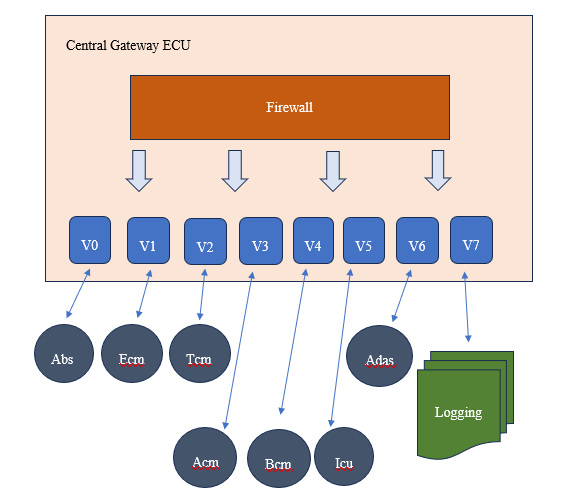 Central Gateway ECU
Firewall
V0
V1
V2
V3
V4
V5
V6
V7
Abs
Ecm
Tcm
Adas
Logging
Acm
Bcm
Icu